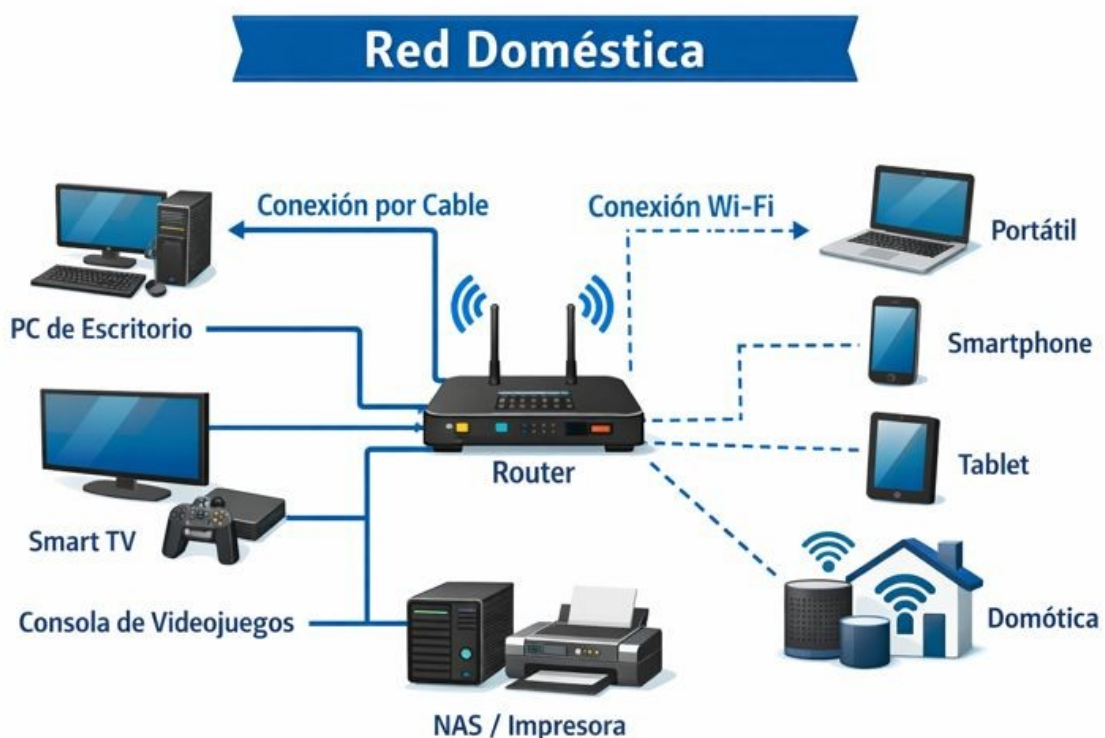 Red Doméstica
Conexión por Cable
Conexión Wi-Fi
Portátil
PC de Escritorio
Smartphone
Router
Tablet
Smart TV
Consola de Videojuegos
Domótica
NAS / Impresora